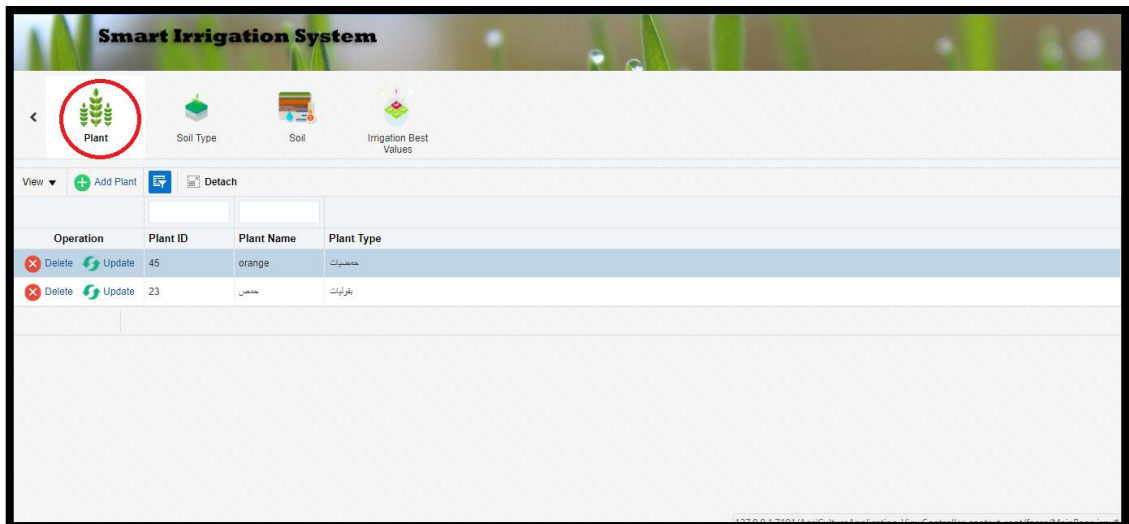 Smart Irrigation System
Plant
Soil Type
Soil
Irrigation Best
Values
View
Add Plant
Detach
Operation Plant ID Plant Name Plant Type
Delete Update 45 orange حمضيات
Delete Update 23 حمص بقوليات